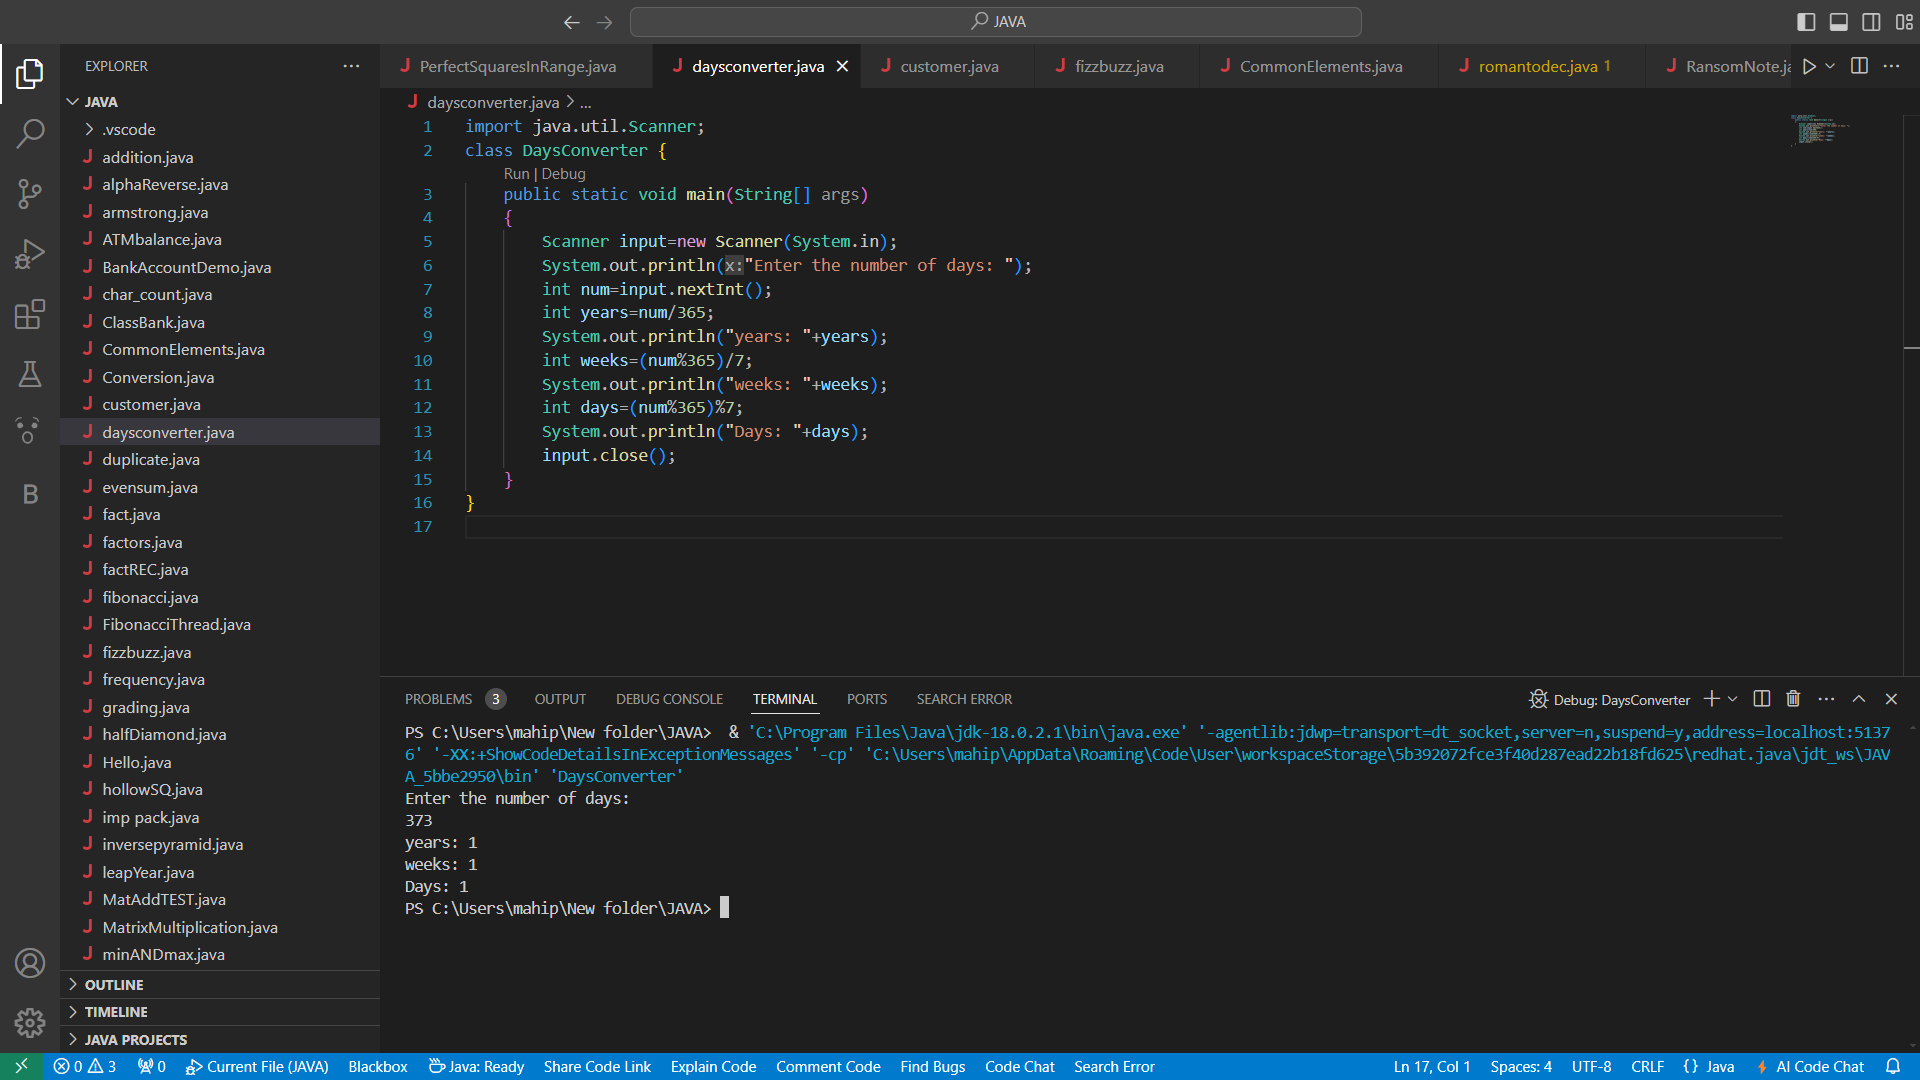 JAVA
EXPLORER
JAVA
.vscode
addition.java
alphaReverse.java
armstrong.java
ATMbalance.java
BankAccountDemo.java
char_count.java
ClassBank.java
CommonElements.java
Conversion.java
customer.java
daysconverter.java
duplicate.java
evensum.java
fact.java
factors.java
factREC.java
fibonacci.java
FibonacciThread.java
fizzbuzz.java
frequency.java
grading.java
halfDiamond.java
Hello.java
hollowSQ.java
imp pack.java
inversepyramid.java
leapYear.java
MatAddTEST.java
MatrixMultiplication.java
minANDmax.java
OUTLINE
TIMELINE
JAVA PROJECTS
PerfectSquaresInRange.java daysconverter.java customer.java fizzbuzz.java CommonElements.java romantodec.java 1 RansomNote.ja
daysconverter.java > ...
1 import java.util.Scanner;
2 class DaysConverter {
Run | Debug
3 public static void main(String[] args)
4 {
5 Scanner input=new Scanner(System.in);
6 System.out.println(x:"Enter the number of days: ");
7 int num=input.nextInt();
8 int years=num/365;
9 System.out.println("years: "+years);
10 int weeks=(num%365)/7;
11 System.out.println("weeks: "+weeks);
12 int days=(num%365)%7;
13 System.out.println("Days: "+days);
14 input.close();
15 }
16 }
17
PROBLEMS 3 OUTPUT DEBUG CONSOLE TERMINAL PORTS SEARCH ERROR Debug: DaysConverter
PS C:\Users\mahip\New folder\JAVA>  & 'C:\Program Files\Java\jdk-18.0.2.1\bin\java.exe' '-agentlib:jdwp=transport=dt_socket,server=n,suspend=y,address=localhost:5137
6' '-XX:+ShowCodeDetailsInExceptionMessages' '-cp' 'C:\Users\mahip\AppData\Roaming\Code\User\workspaceStorage\5b392072fce3f40d287ead22b18fd625\redhat.java\jdt_ws\JAV
A_5bbe2950\bin' 'DaysConverter'
Enter the number of days:
373
years: 1
weeks: 1
Days: 1
PS C:\Users\mahip\New folder\JAVA>
B
0 3 0 Current File (JAVA) Blackbox Java: Ready Share Code Link Explain Code Comment Code Find Bugs Code Chat Search Error Ln 17, Col 1 Spaces: 4 UTF-8 CRLF {} Java AI Code Chat